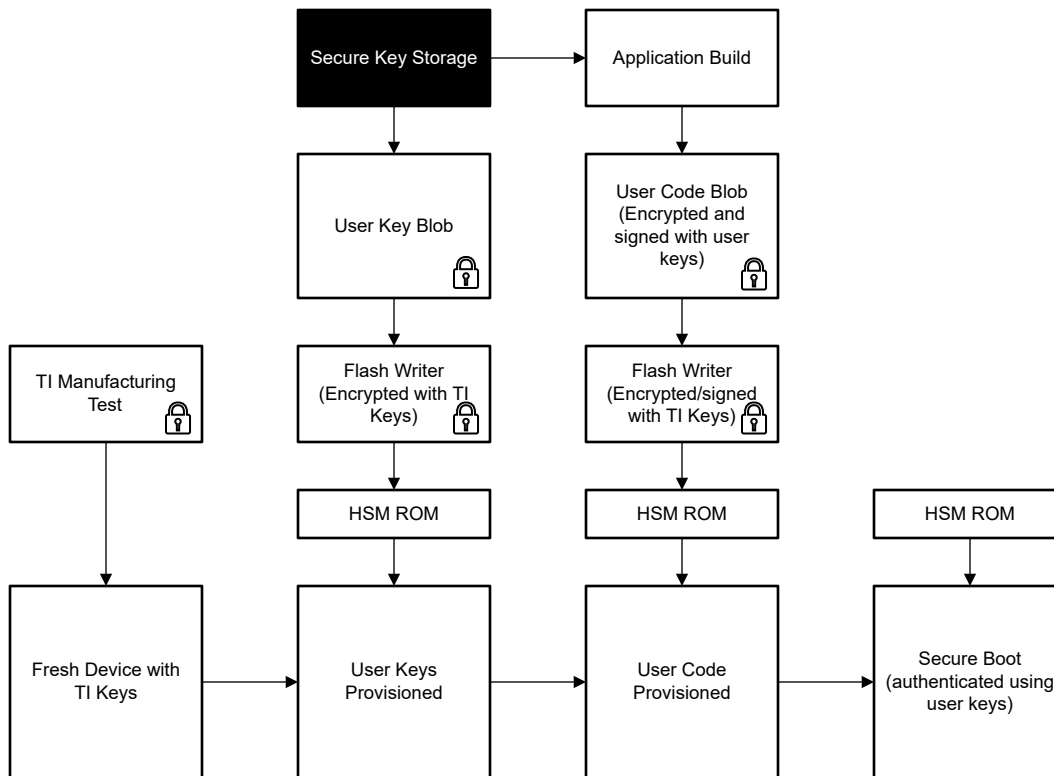 Secure Key Storage
Application Build
User Key Blob
User Code Blob
(Encrypted and
signed with user
keys)
TI Manufacturing
Test
Flash Writer
(Encrypted with TI
Keys)
Flash Writer
(Encrypted/signed
with TI Keys)
HSM ROM
HSM ROM
HSM ROM
Fresh Device with
TI Keys
User Keys
Provisioned
User Code
Provisioned
Secure Boot
(authenticated using
user keys)